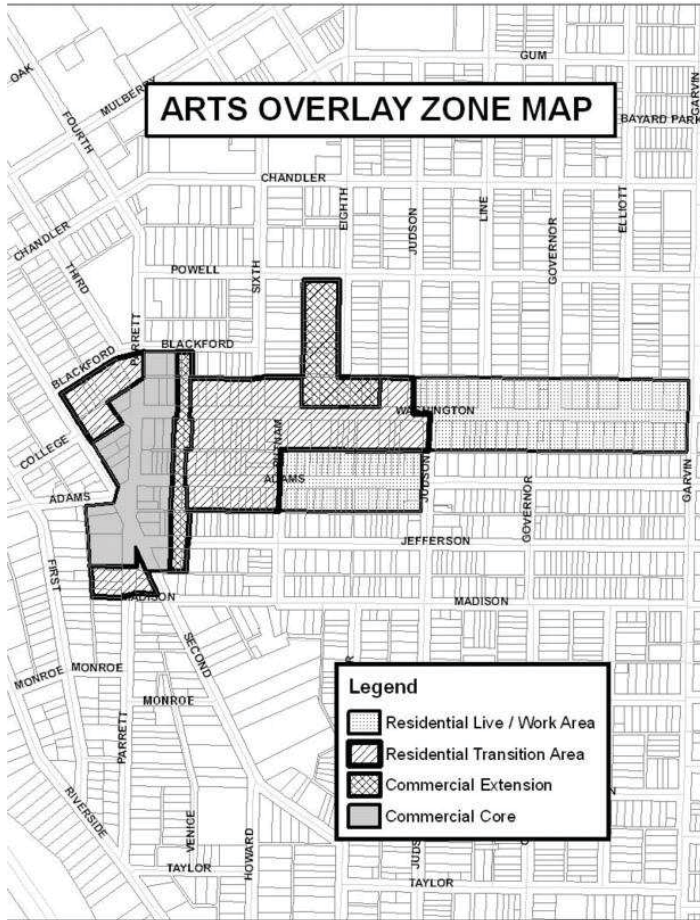 GUM
OAK
MULBERRY
ARTS OVERLAY ZONE MAP
GARVIN
BAYARD PARK
FOURTH
CHANDLER
EIGHTH
JUDSON
LINE
GOVERNOR
ELLIOTT
CHANDLER
THIRD
POWELL
SIXTH
PARRETT
BLACKFORD
BLACKFORD
WASHINGTON
COLLEGE
ADAMS
ADAMS
JUDSON
GOVERNOR
GARVIN
JEFFERSON
FIRST
MADISON
MADISON
SECOND
MONROE
MONROE
MONROE
PARRETT
RIVERSIDE
VENICE
HOWARD
TAYLOR
TAYLOR
Legend
Residential Live / Work Area
Residential Transition Area
Commercial Extension
Commercial Core